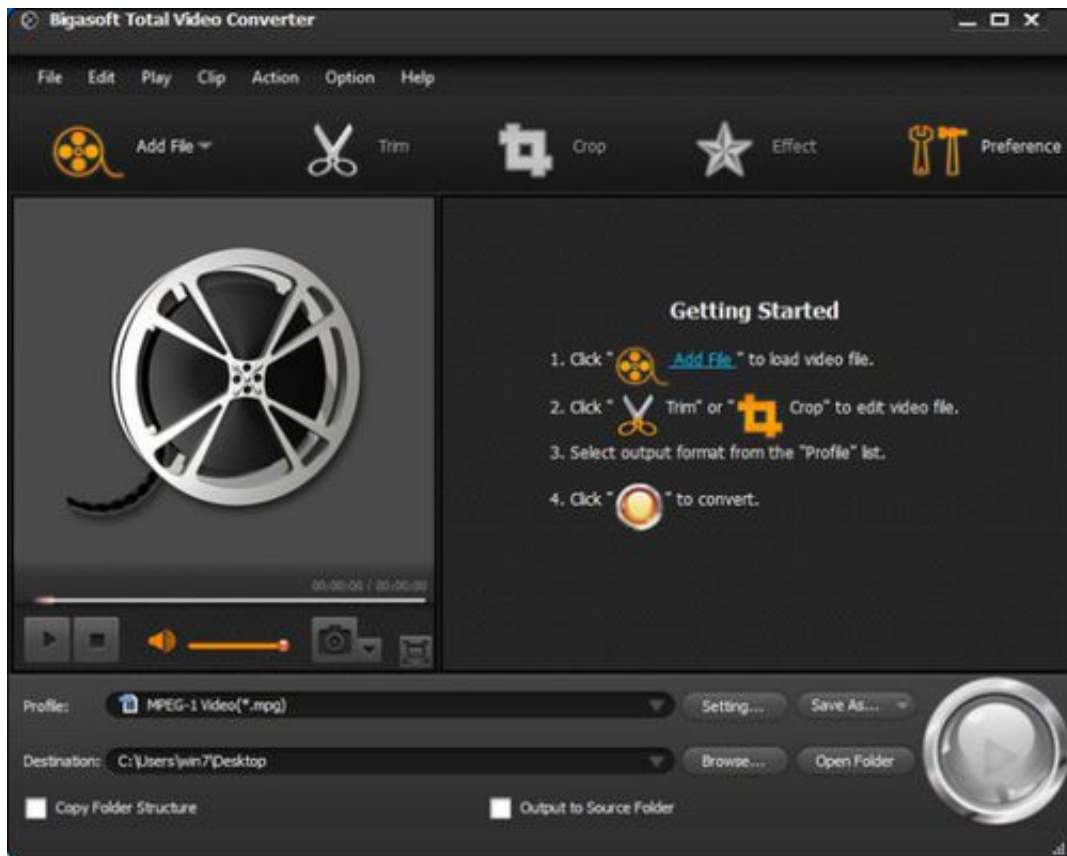 Bigasoft Total Video Converter
File Edit Play Clip Action Option Help
Add File Trim Crop Effect Preference
Getting Started
1. Click " Add File " to load video file.
2. Click " Trim" or " Crop" to edit video file.
3. Select output format from the "Profile" list.
4. Click " " to convert.
00:00:00 / 00:00:00
Profile: MPEG-1 Video(*.mpg) Setting... Save As...
Destination: C:\Users\win7\Desktop Browse... Open Folder
Copy Folder Structure Output to Source Folder